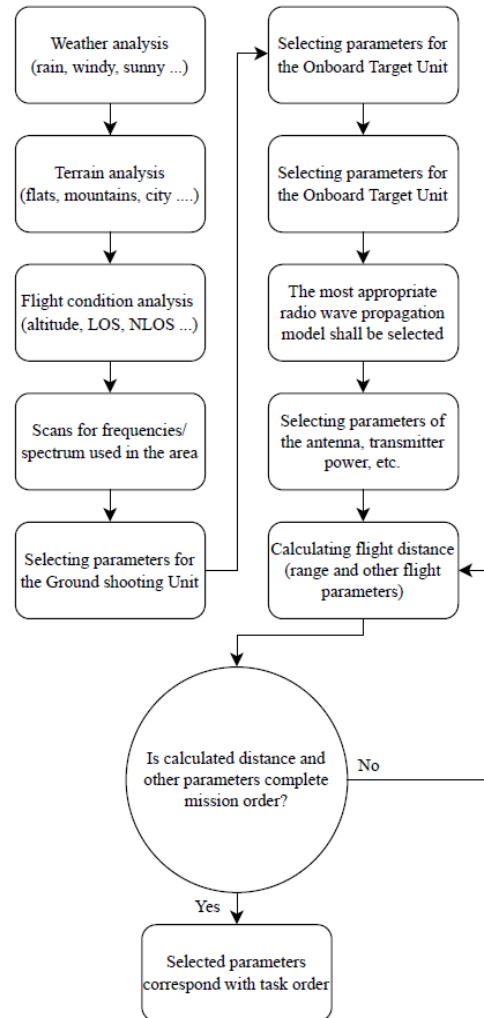 Weather analysis
(rain, windy, sunny ...)
Terrain analysis
(flats, mountains, city ....)
Flight condition analysis
(altitude, LOS, NLOS ...)
Scans for frequencies/
spectrum used in the area
Selecting parameters for
the Ground shooting Unit
Selecting parameters for
the Onboard Target Unit
Selecting parameters for
the Onboard Target Unit
The most appropriate
radio wave propagation
model shall be selected
Selecting parameters of
the antenna, transmitter
power, etc.
Calculating flight distance
(range and other flight
parameters)
Is calculated distance and
other parameters complete
mission order?
No
Yes
Selected parameters
correspond with task order